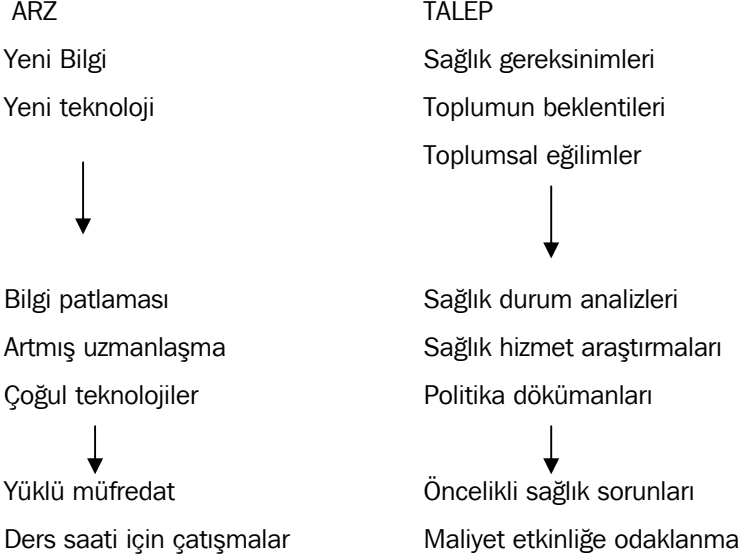 ARZ
Yeni Bilgi
Yeni teknoloji
Bilgi patlaması
Artmış uzmanlaşma
Çoğul teknolojiler
Yüklü müfredat
Ders saati için çatışmalar
TALEP
Sağlık gereksinimleri
Toplumun beklentileri
Toplumsal eğilimler
Sağlık durum analizleri
Sağlık hizmet araştırmaları
Politika dökümanları
Öncelikli sağlık sorunları
Maliyet etkinliğe odaklanma